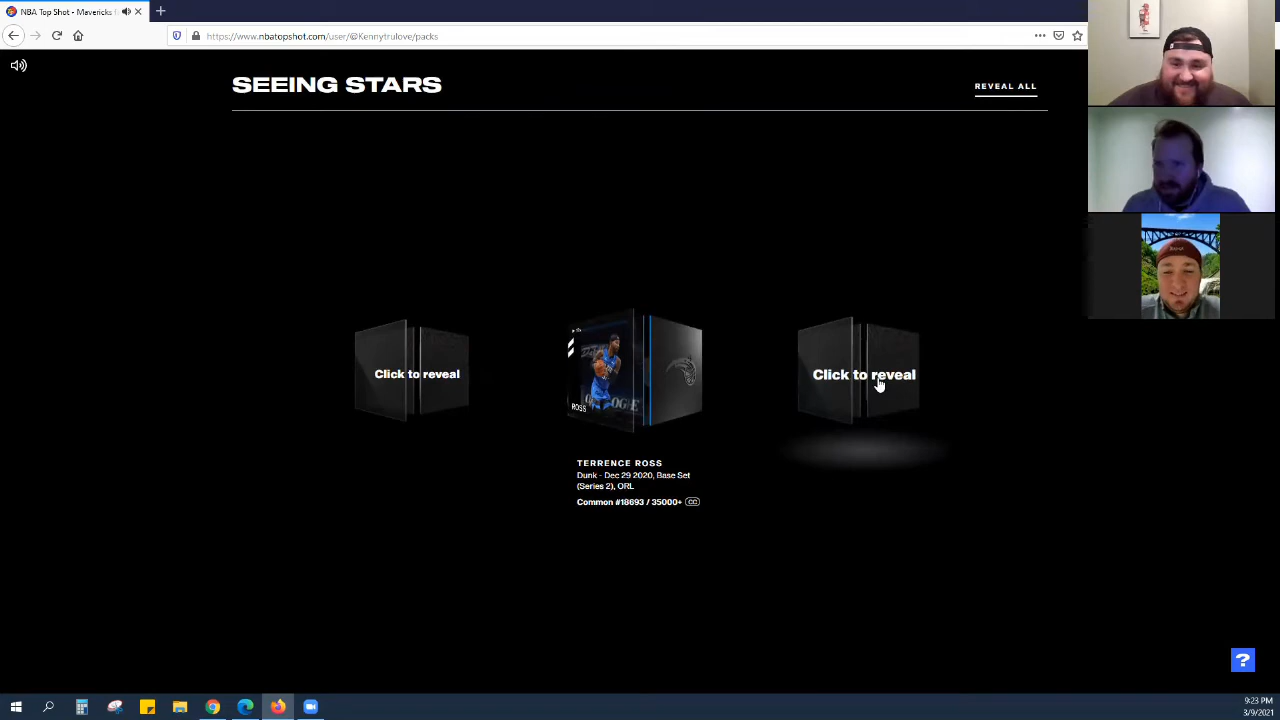 NBA Top Shot - Mavericks
https://www.nbatopshot.com/user/@Kennytrulove/packs
SEEING STARS
REVEAL ALL
Click to reveal
ROSS
Click to reveal
TERRENCE ROSS
Dunk - Dec 29 2020, Base Set
(Series 2), ORL
Common #18693 / 35000+ CC
?
9:23 PM
3/9/2021